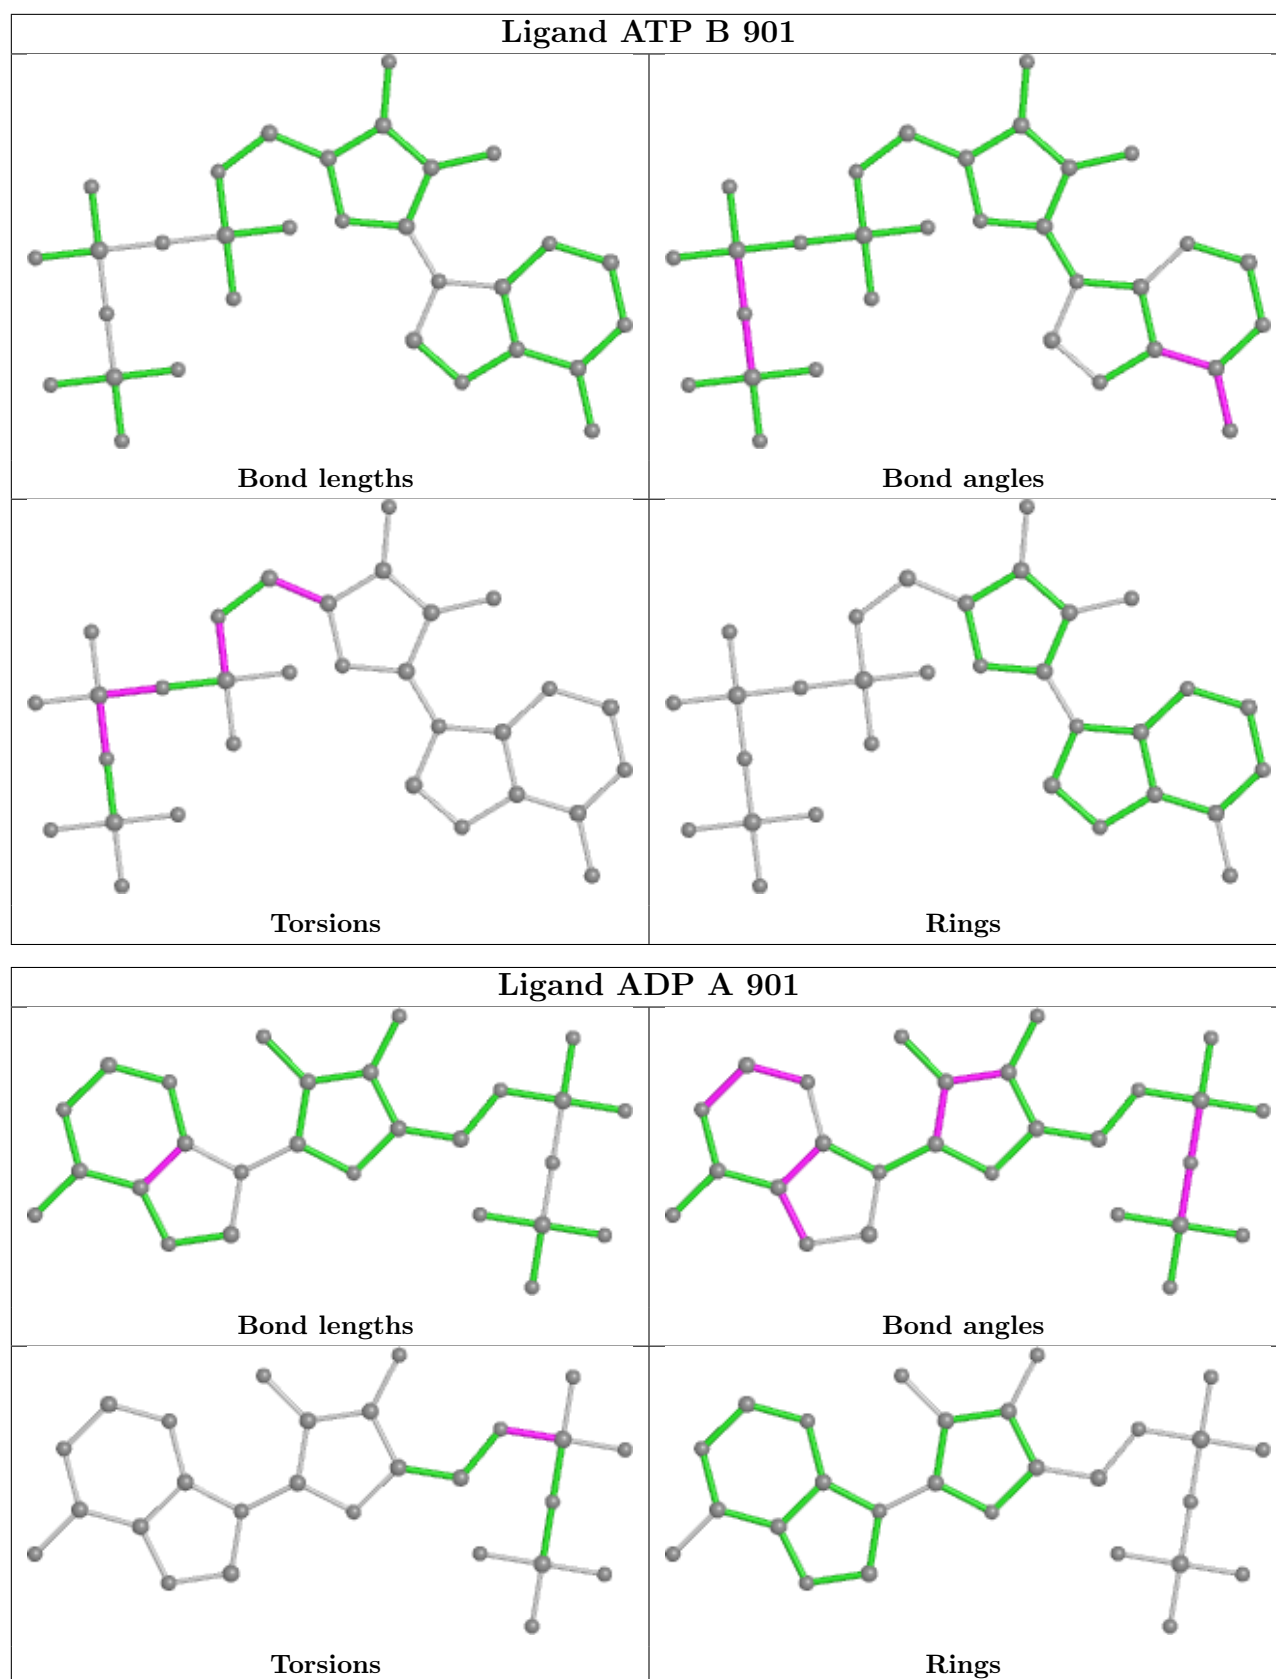 Ligand ATP B 901
Bond lengths
Bond angles
Torsions
Rings
Ligand ADP A 901
Bond lengths
Bond angles
Torsions
Rings